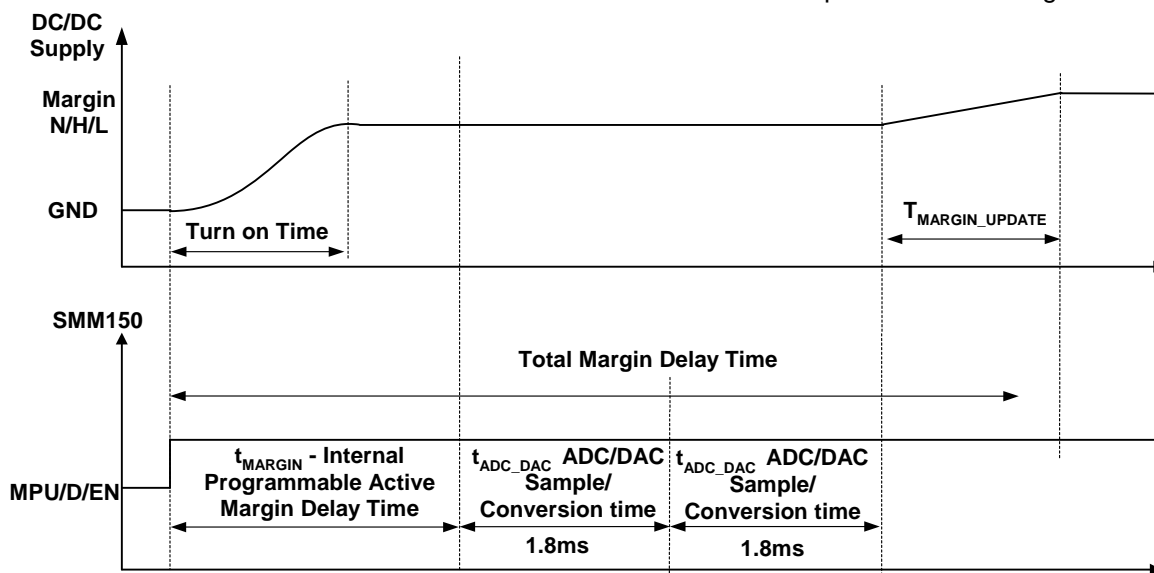 DC/DC
Supply
Margin
N/H/L
GND
Turn on Time
TMARGIN_UPDATE
SMM150
Total Margin Delay Time
MPU/D/EN
tMARGIN - Internal
Programmable Active
Margin Delay Time
tADC_DAC ADC/DAC
Sample/
Conversion time
1.8ms
tADC_DAC ADC/DAC
Sample/
Conversion time
1.8ms